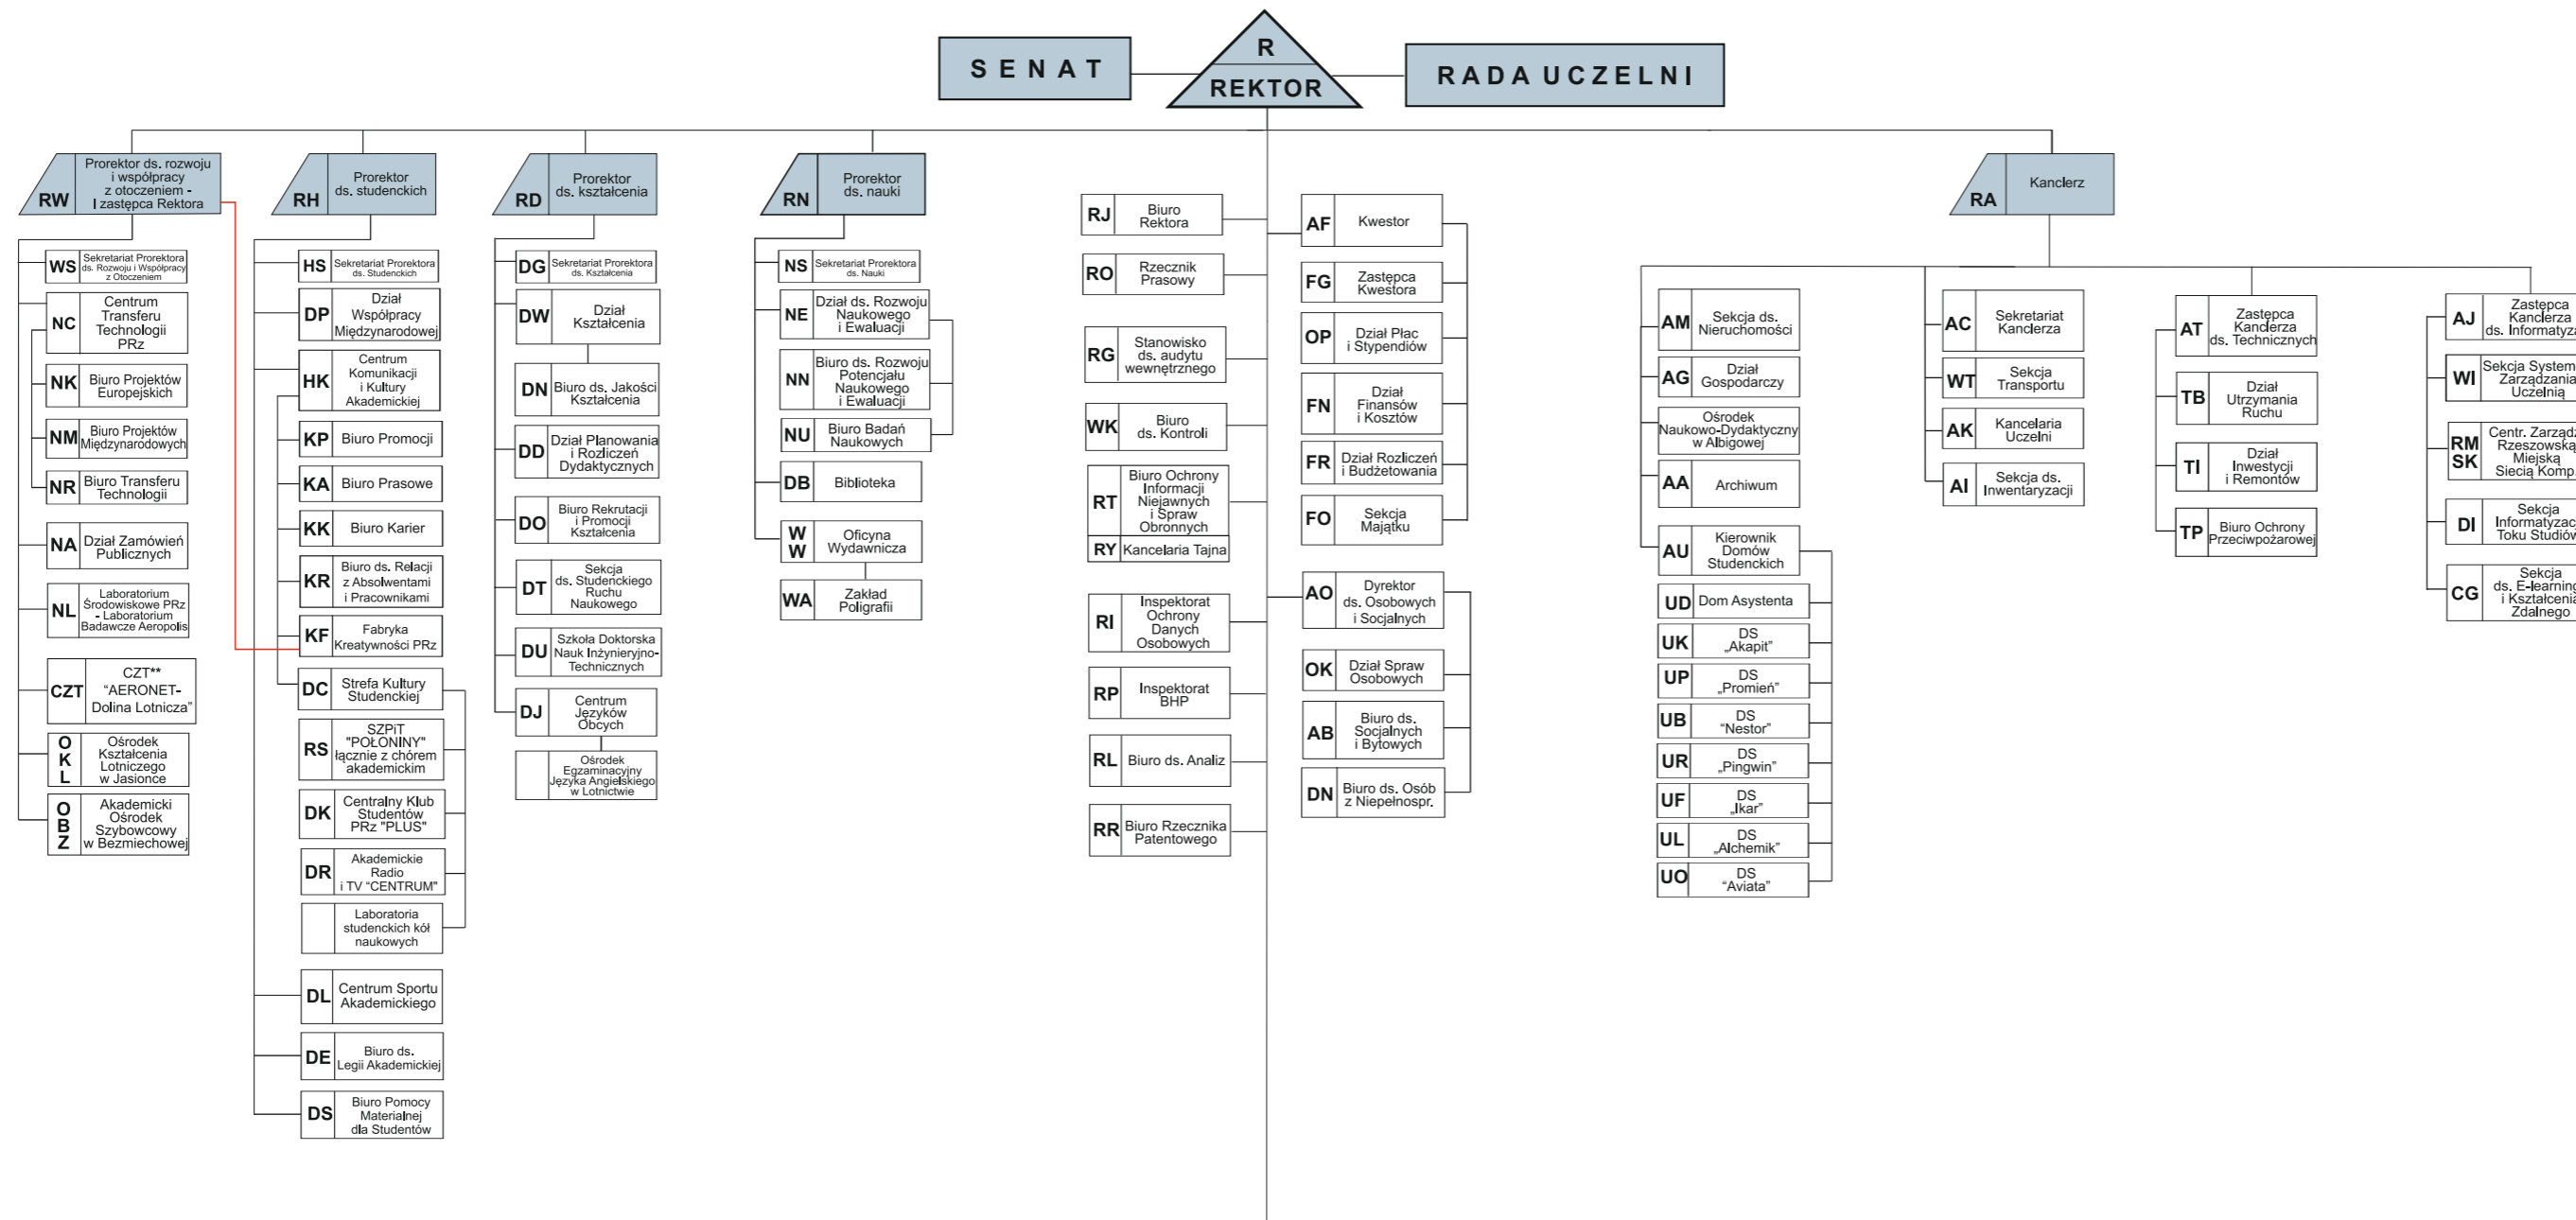 SENAT
R
REKTOR
RADA UCZELNI
RW
Prorektor ds. rozwoju
i współpracy
z otoczeniem -
I zastępca Rektora
WS
Sekretariat Prorektora
ds. Rozwoju i Współpracy
z Otoczeniem
NC
Centrum
Transferu
Technologii
PRz
NK
Biuro Projektów
Europejskich
NM
Biuro Projektów
Międzynarodowych
NR
Biuro Transferu
Technologii
NA
Dział Zamówień
Publicznych
NL
Laboratorium
Środowiskowe PRz
- Laboratorium
Badawcze Aeropolis
CZT
CZT**
“AERONET-
Dolina Lotnicza”
O
K
L
Ośrodek
Kształcenia
Lotniczego
w Jasionce
O
B
Z
Akademicki
Ośrodek
Szybowcowy
w Bezmiechowej
RH
Prorektor
ds. studenckich
HS
Sekretariat Prorektora
ds. Studenckich
DP
Dział
Współpracy
Międzynarodowej
HK
Centrum
Komunikacji
i Kultury
Akademickiej
KP
Biuro Promocji
KA
Biuro Prasowe
KK
Biuro Karier
KR
Biuro ds. Relacji
z Absolwentami
i Pracownikami
KF
Fabryka
Kreatywności PRz
DC
Strefa Kultury
Studenckiej
RS
SZPiT
"POŁONINY"
łącznie z chórem
akademickim
DK
Centralny Klub
Studentów
PRz "PLUS"
DR
Akademickie
Radio
i TV “CENTRUM”
Laboratoria
studenckich kół
naukowych
DL
Centrum Sportu
Akademickiego
DE
Biuro ds.
Legii Akademickiej
DS
Biuro Pomocy
Materialnej
dla Studentów
RD
Prorektor
ds. kształcenia
DG
Sekretariat Prorektora
ds. Kształcenia
DW
Dział
Kształcenia
DN
Biuro ds. Jakości
Kształcenia
DD
Dział Planowania
i Rozliczeń
Dydaktycznych
DO
Biuro Rekrutacji
i Promocji
Kształcenia
DT
Sekcja
ds. Studenckiego
Ruchu
Naukowego
DU
Szkoła Doktorska
Nauk Inżynieryjno-
Technicznych
DJ
Centrum
Języków
Obcych
Ośrodek
Egzaminacyjny
Języka Angielskiego
w Lotnictwie
RN
Prorektor
ds. nauki
NS
Sekretariat Prorektora
ds. Nauki
NE
Dział ds. Rozwoju
Naukowego
i Ewaluacji
NN
Biuro ds. Rozwoju
Potencjału
Naukowego
i Ewaluacji
NU
Biuro Badań
Naukowych
DB
Biblioteka
W
W
Oficyna
Wydawnicza
WA
Zakład
Poligrafii
RJ
Biuro
Rektora
RO
Rzecznik
Prasowy
RG
Stanowisko
ds. audytu
wewnętrznego
WK
Biuro
ds. Kontroli
RT
Biuro Ochrony
Informacji
Niejawnych
i Spraw
Obronnych
RY
Kancelaria Tajna
RI
Inspektorat
Ochrony
Danych
Osobowych
RP
Inspektorat
BHP
RL
Biuro ds. Analiz
RR
Biuro Rzecznika
Patentowego
AF
Kwestor
FG
Zastępca
Kwestora
OP
Dział Płac
i Stypendiów
FN
Dział
Finansów
i Kosztów
FR
Dział Rozliczeń
i Budżetowania
FO
Sekcja
Majątku
AO
Dyrektor
ds. Osobowych
i Socjalnych
OK
Dział Spraw
Osobowych
AB
Biuro ds.
Socjalnych
i Bytowych
DN
Biuro ds. Osób
z Niepełnospr.
RA
Kanclerz
AM
Sekcja ds.
Nieruchomości
AG
Dział
Gospodarczy
Ośrodek
Naukowo-Dydaktyczny
w Albigowej
AA
Archiwum
AU
Kierownik
Domów
Studenckich
UD
Dom Asystenta
UK
DS
„Akapit”
UP
DS
„Promień”
UB
DS
“Nestor”
UR
DS
„Pingwin”
UF
DS
„Ikar”
UL
DS
„Alchemik”
UO
DS
“Aviata”
AC
Sekretariat
Kanclerza
WT
Sekcja
Transportu
AK
Kancelaria
Uczelni
AI
Sekcja ds.
Inwentaryzacji
AT
Zastępca
Kanclerza
ds. Technicznych
TB
Dział
Utrzymania
Ruchu
TI
Dział
Inwestycji
i Remontów
TP
Biuro Ochrony
Przeciwpożarowej
AJ
Zastępca
Kanclerza
ds.
WI
Sekcja
Zarządzania
Uczelnią
RM
SK
Centr.
Rzeszowską
Miejską
Siecią Komp.
DI
Sekcja
Toku Studiów
CG
Sekcja
ds.
i Kształcenia
Zdalnego